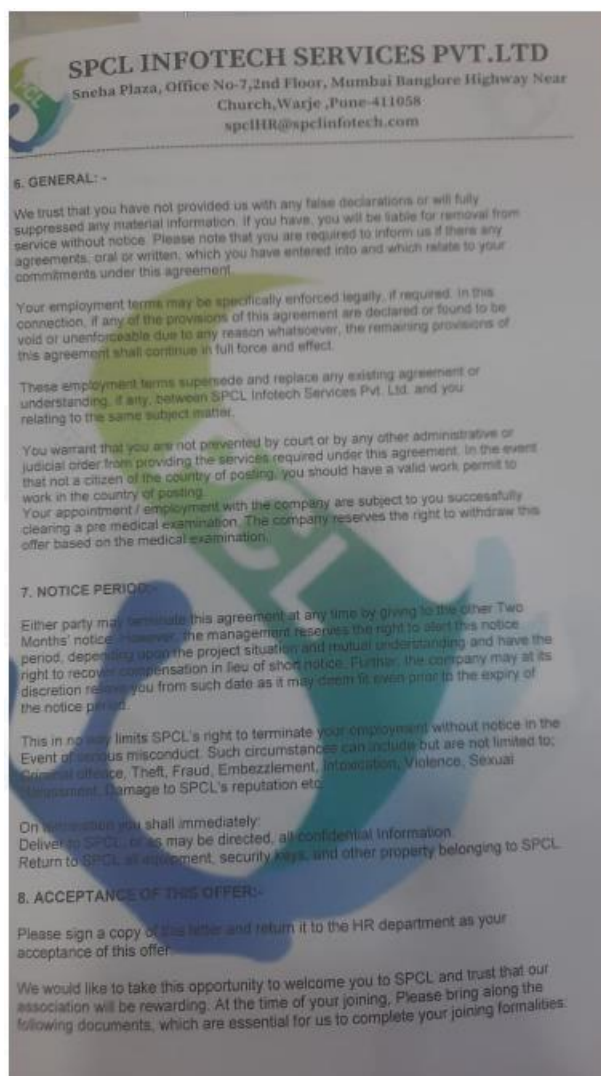 SPCL INFOTECH SERVICES PVT.LTD
Sneha Plaza, Office No-7,2nd Floor, Mumbai Banglore Highway Near
Church,Warje ,Pune-411058
spclHR@spclinfotech.com
6. GENERAL: -
We trust that you have not provided us with any false declarations or will fully
suppressed any material information. If you have, you will be liable for removal from
service without notice. Please note that you are required to inform us if there any
agreements, oral or written, which you have entered into and which relate to your
commitments under this agreement.
Your employment terms may be specifically enforced legally, if required. In this
connection, if any of the provisions of this agreement are declared or found to be
void or unenforceable due to any reason whatsoever, the remaining provisions of
this agreement shall continue in full force and effect.
These employment terms supersede and replace any existing agreement or
understanding, if any, between SPCL Infotech Services Pvt. Ltd. and you
relating to the same subject matter.
You warrant that you are not prevented by court or by any other administrative or
judicial order from providing the services required under this agreement. In the event
that not a citizen of the country of posting, you should have a valid work permit to
work in the country of posting.
Your appointment / employment with the company are subject to you successfully
clearing a pre medical examination. The company reserves the right to withdraw this
offer based on the medical examination.
7. NOTICE PERIOD:-
Either party may terminate this agreement at any time by giving to the other Two
Months' notice. However, the management reserves the right to alert this notice
period, depending upon the project situation and mutual understanding and have the
right to recover compensation in lieu of short notice. Further, the company may at its
discretion relieve you from such date as it may deem fit even prior to the expiry of
the notice period.
This in no way limits SPCL's right to terminate your employment without notice in the
Event of serious misconduct. Such circumstances can include but are not limited to;
Criminal offence, Theft, Fraud, Embezzlement, Intoxication, Violence, Sexual
Harassment, Damage to SPCL's reputation etc.
On you shall immediately:
Deliver to SPCL, or as may be directed, all confidential Information.
Return to SPCL all equipment, security keys, and other property belonging to SPCL.
8. ACCEPTANCE OF THIS OFFER:-
Please sign a copy of this letter and return it to the HR department as your
acceptance of this offer.
We would like to take this opportunity to welcome you to SPCL and trust that our
association will be rewarding. At the time of your joining, Please bring along the
following documents, which are essential for us to complete your joining formalities.